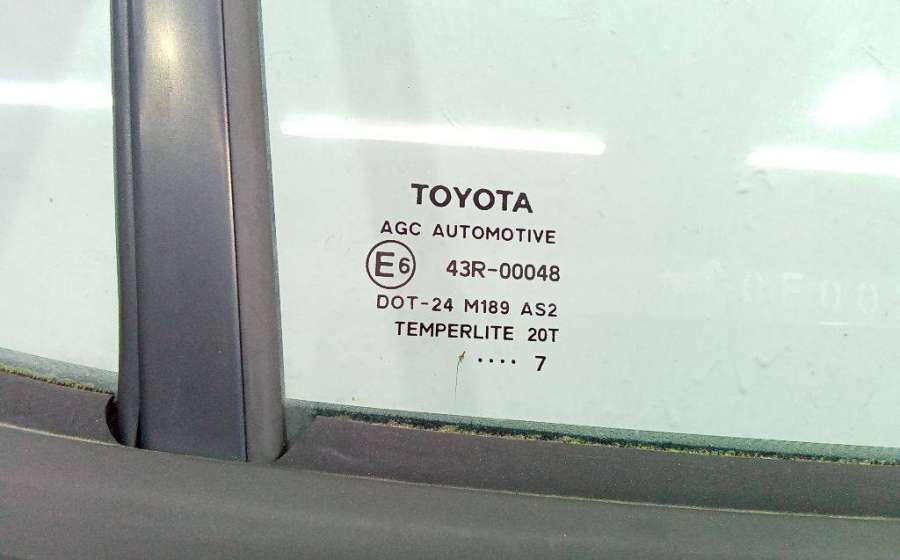 TOYOTA
AGC AUTOMOTIVE
E6 43R-00048
DOT-24 M189 AS2
TEMPERLITE 20T
.... 7